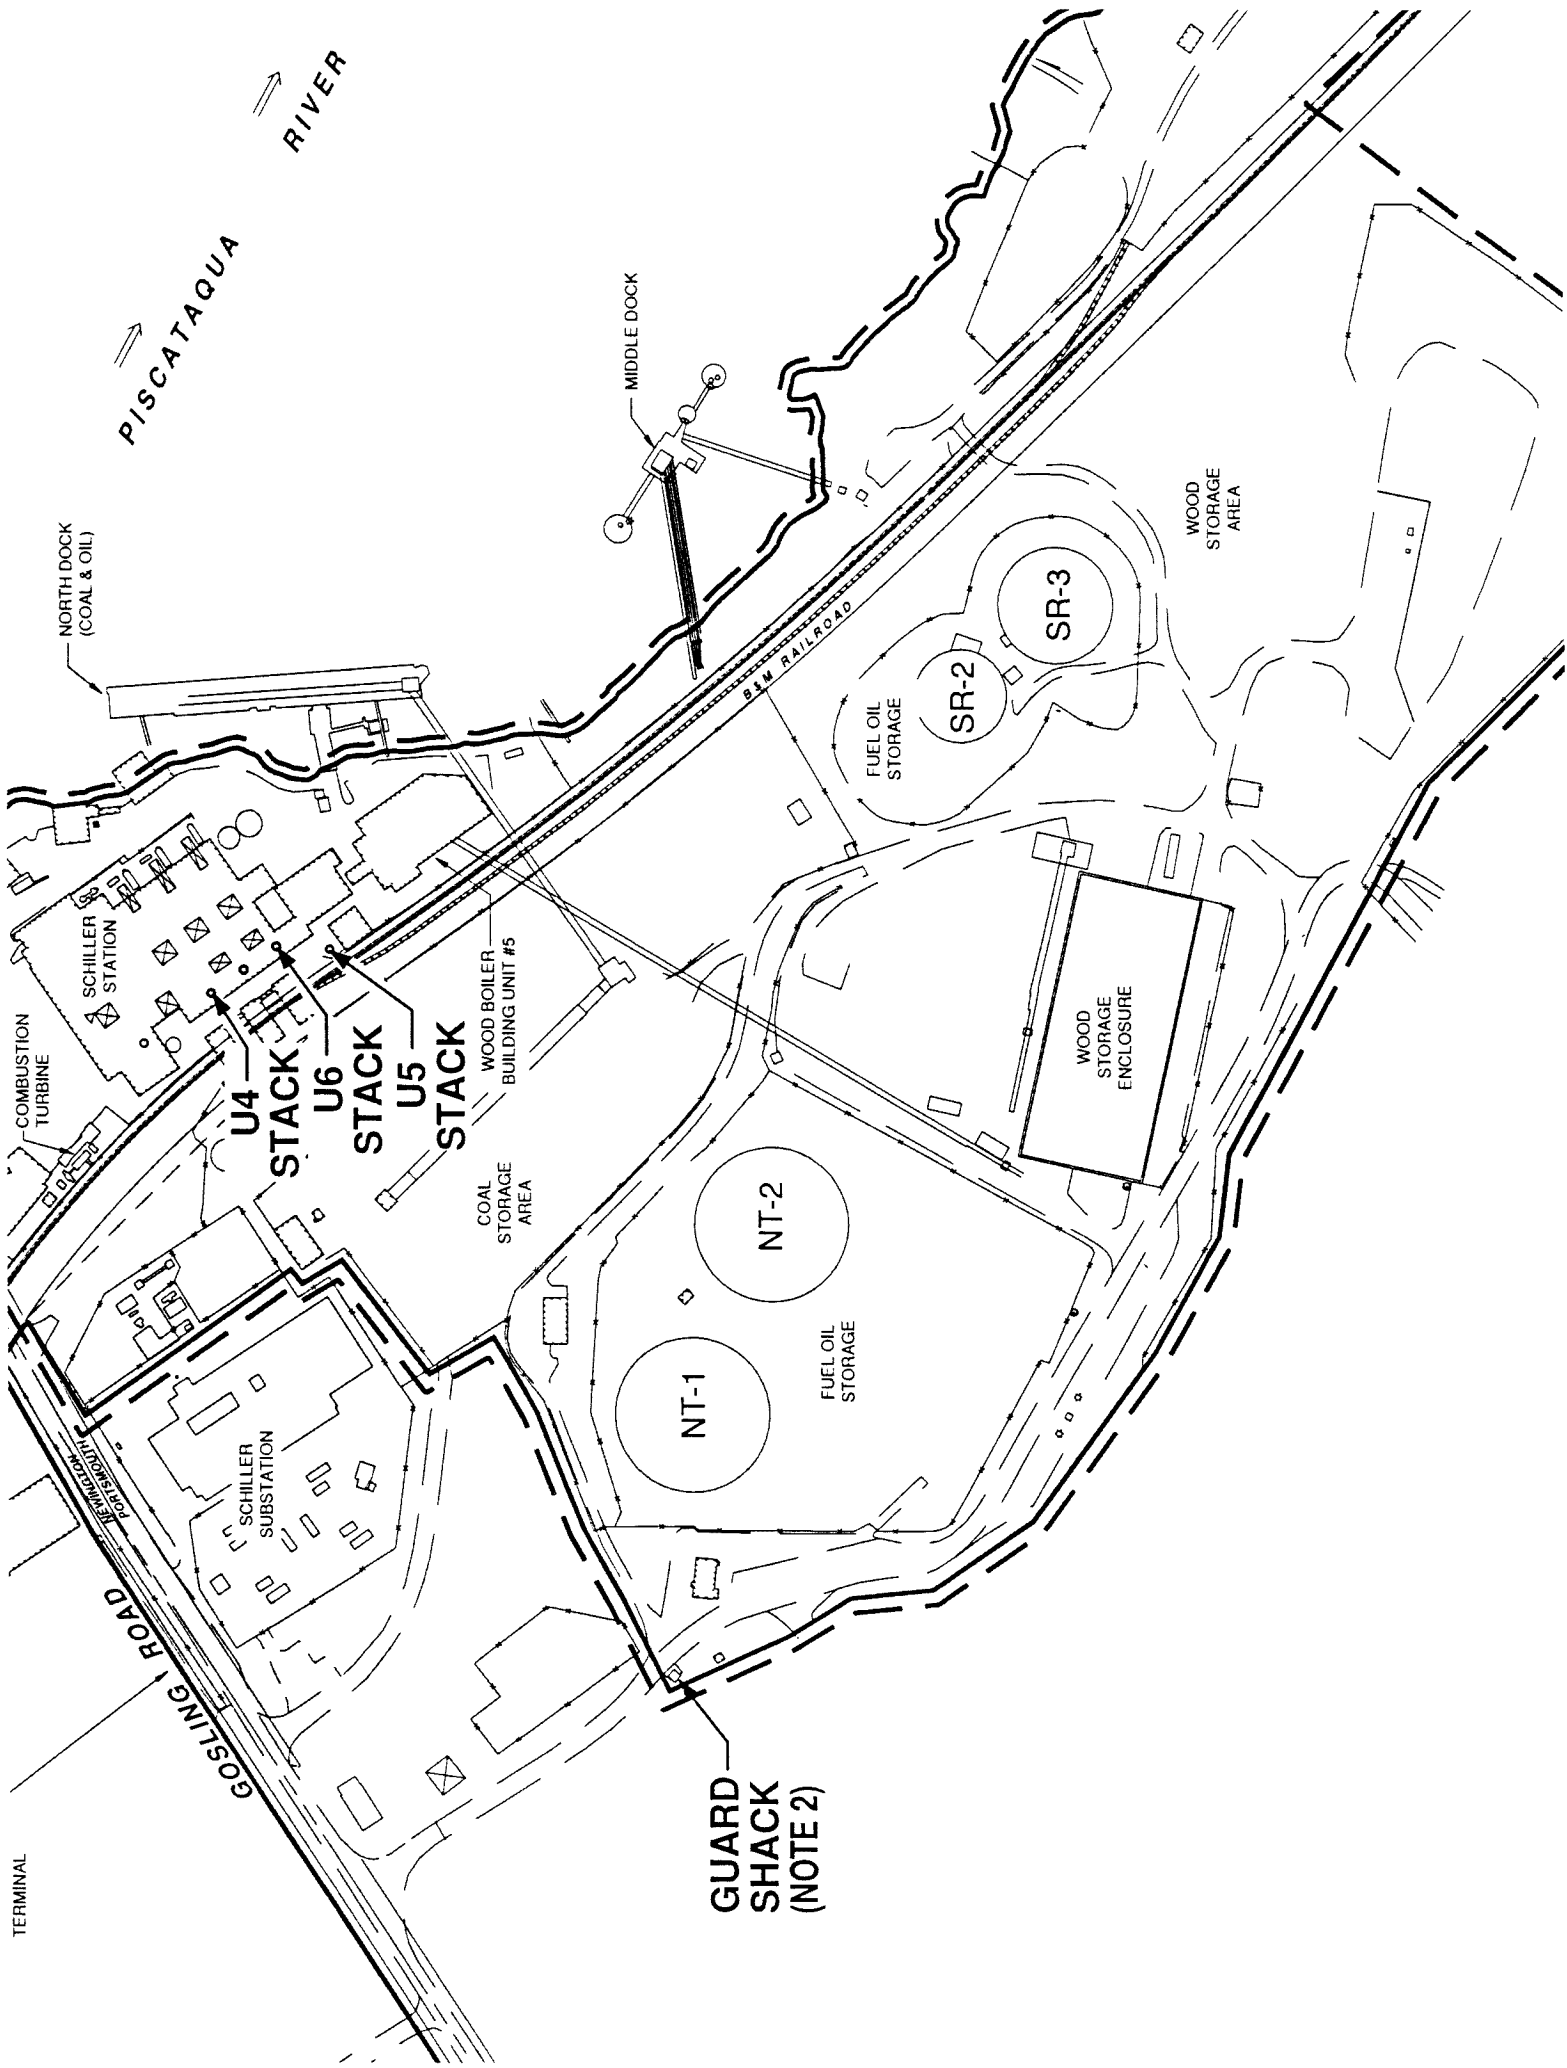 TERMINAL
GOSLING ROAD
NEWINGTON
PORTSMOUTH
COMBUSTION
TURBINE
SCHILLER
STATION
NORTH DOCK
(COAL & OIL)
PISCATAQUA
RIVER
U4
STACK
U6
STACK
U5
STACK
WOOD BOILER
BUILDING UNIT #5
SCHILLER
SUBSTATION
COAL
STORAGE
AREA
MIDDLE DOCK
B&M RAILROAD
NT-1
NT-2
FUEL OIL
STORAGE
FUEL OIL
STORAGE
SR-2
SR-3
WOOD
STORAGE
ENCLOSURE
WOOD
STORAGE
AREA
GUARD
SHACK
(NOTE 2)